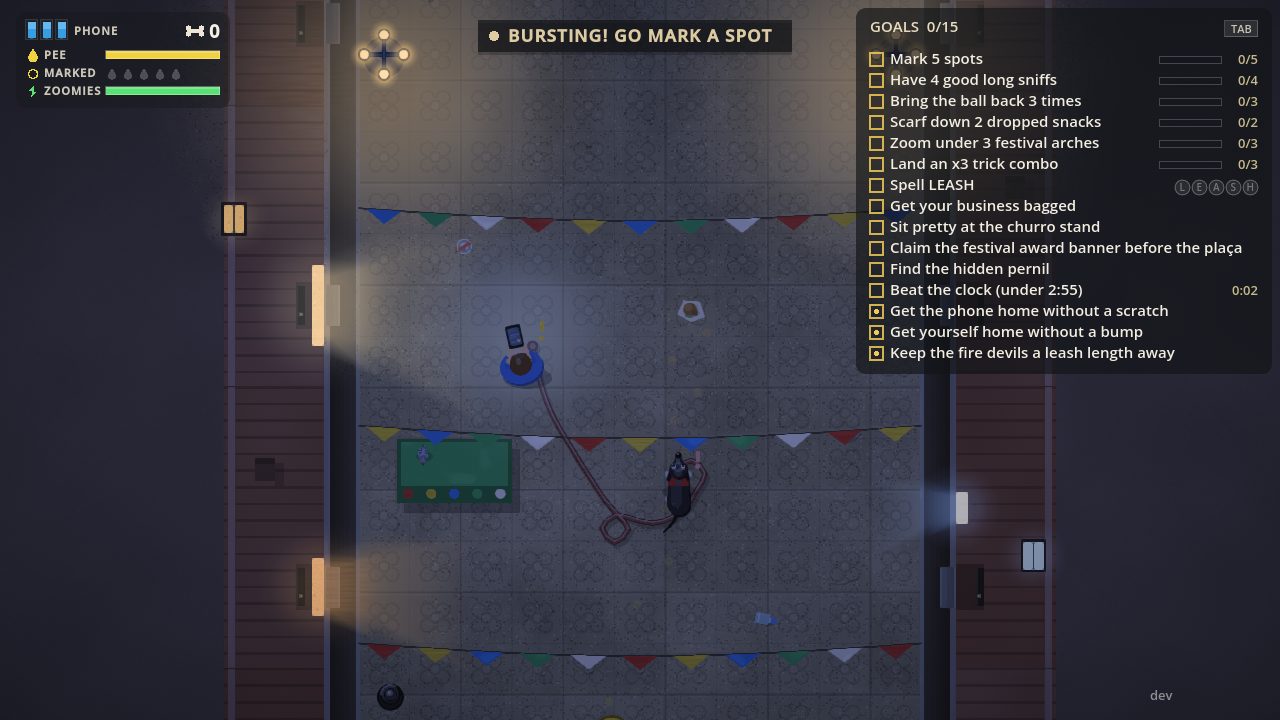 PHONE 0
PEE
MARKED
ZOOMIES
BURSTING! GO MARK A SPOT
GOALS 0/15 TAB
Mark 5 spots 0/5
Have 4 good long sniffs 0/4
Bring the ball back 3 times 0/3
Scarf down 2 dropped snacks 0/2
Zoom under 3 festival arches 0/3
Land an x3 trick combo 0/3
Spell LEASH L E A S H
Get your business bagged
Sit pretty at the churro stand
Claim the festival award banner before the plaça
Find the hidden pernil
Beat the clock (under 2:55) 0:02
Get the phone home without a scratch
Get yourself home without a bump
Keep the fire devils a leash length away
dev